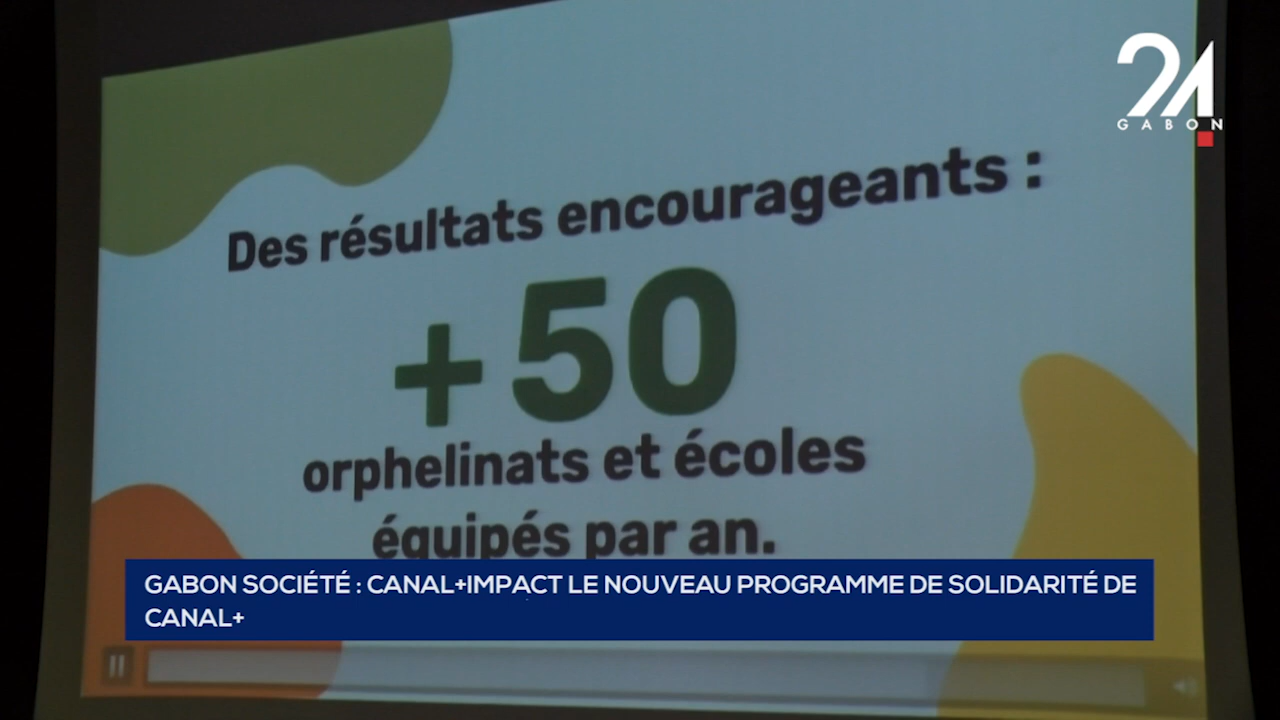 24
GABON
Des résultats encourageants :
+50
orphelinats et écoles
équipés par an.
GABON SOCIÉTÉ : CANAL+IMPACT LE NOUVEAU PROGRAMME DE SOLIDARITÉ DE
CANAL+